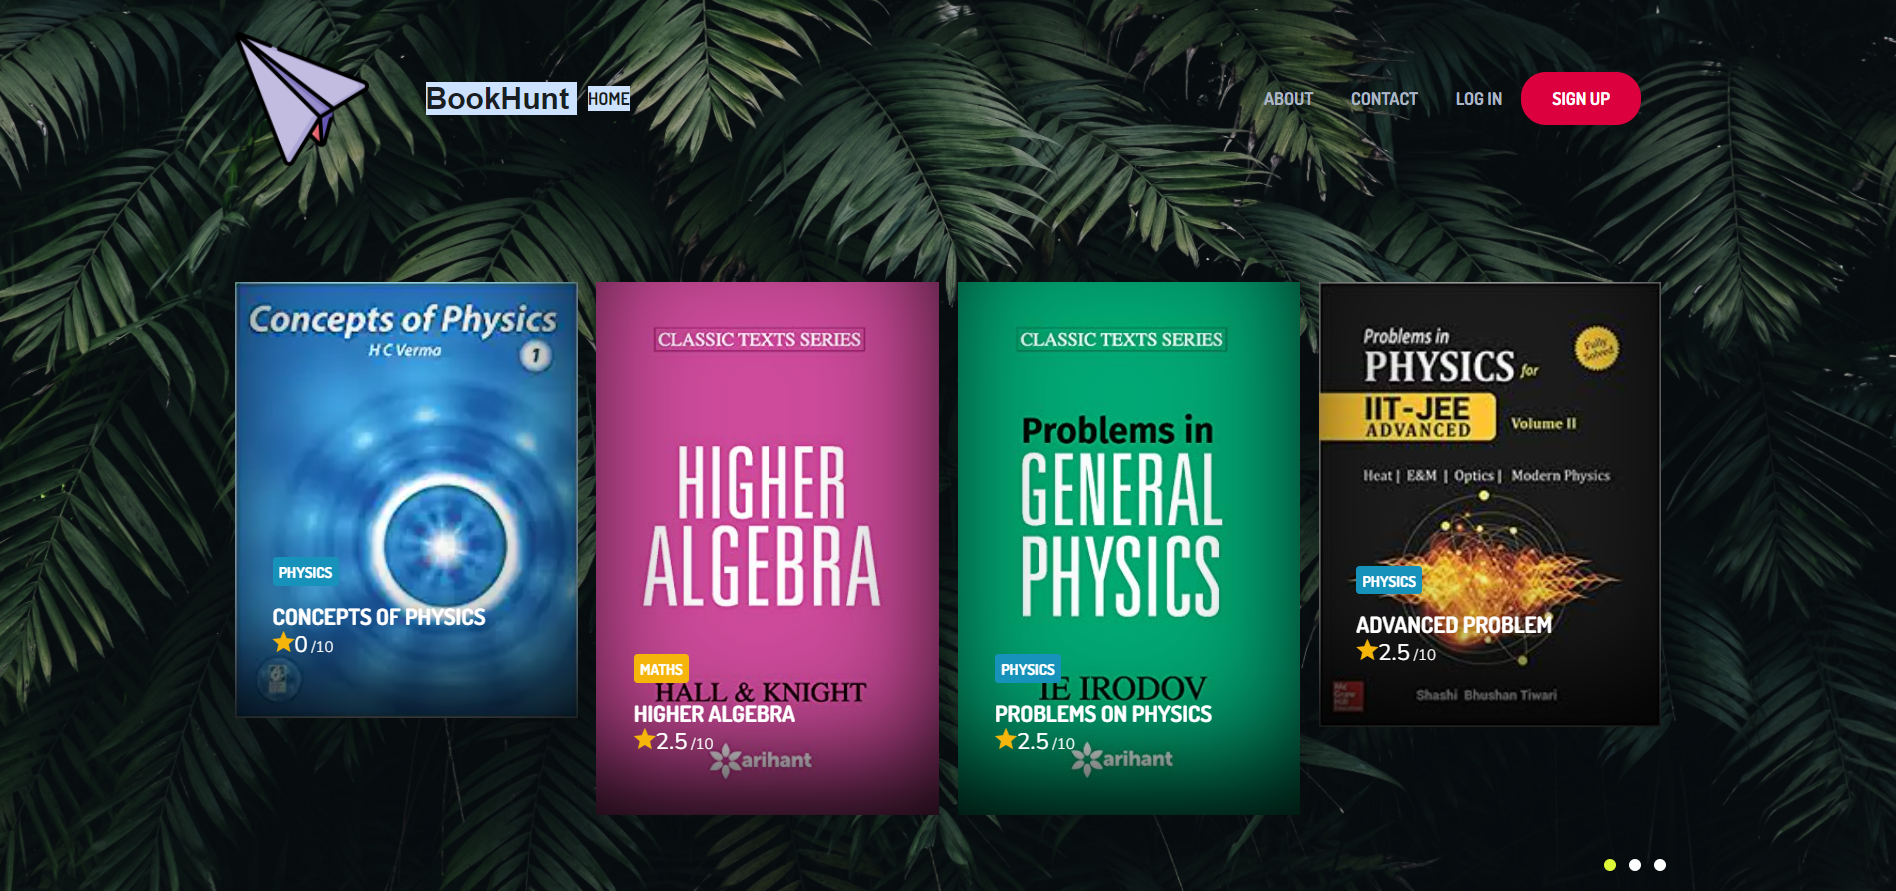 BookHunt
HOME
ABOUT
CONTACT
LOG IN
SIGN UP
Concepts of Physics
H C Verma
1
PHYSICS
CONCEPTS OF PHYSICS
0 /10
CLASSIC TEXTS SERIES
HIGHER
ALGEBRA
MATHS
HALL & KNIGHT
HIGHER ALGEBRA
2.5 /10
arihant
CLASSIC TEXTS SERIES
Problems in
GENERAL
PHYSICS
PHYSICS
IE IRODOV
PROBLEMS ON PHYSICS
2.5 /10
arihant
Problems in
PHYSICS for
Fully
Solved
IIT-JEE
ADVANCED
Volume II
Heat | E&M | Optics | Modern Physics
PHYSICS
ADVANCED PROBLEM
2.5 /10
Shashi Bhushan Tiwari